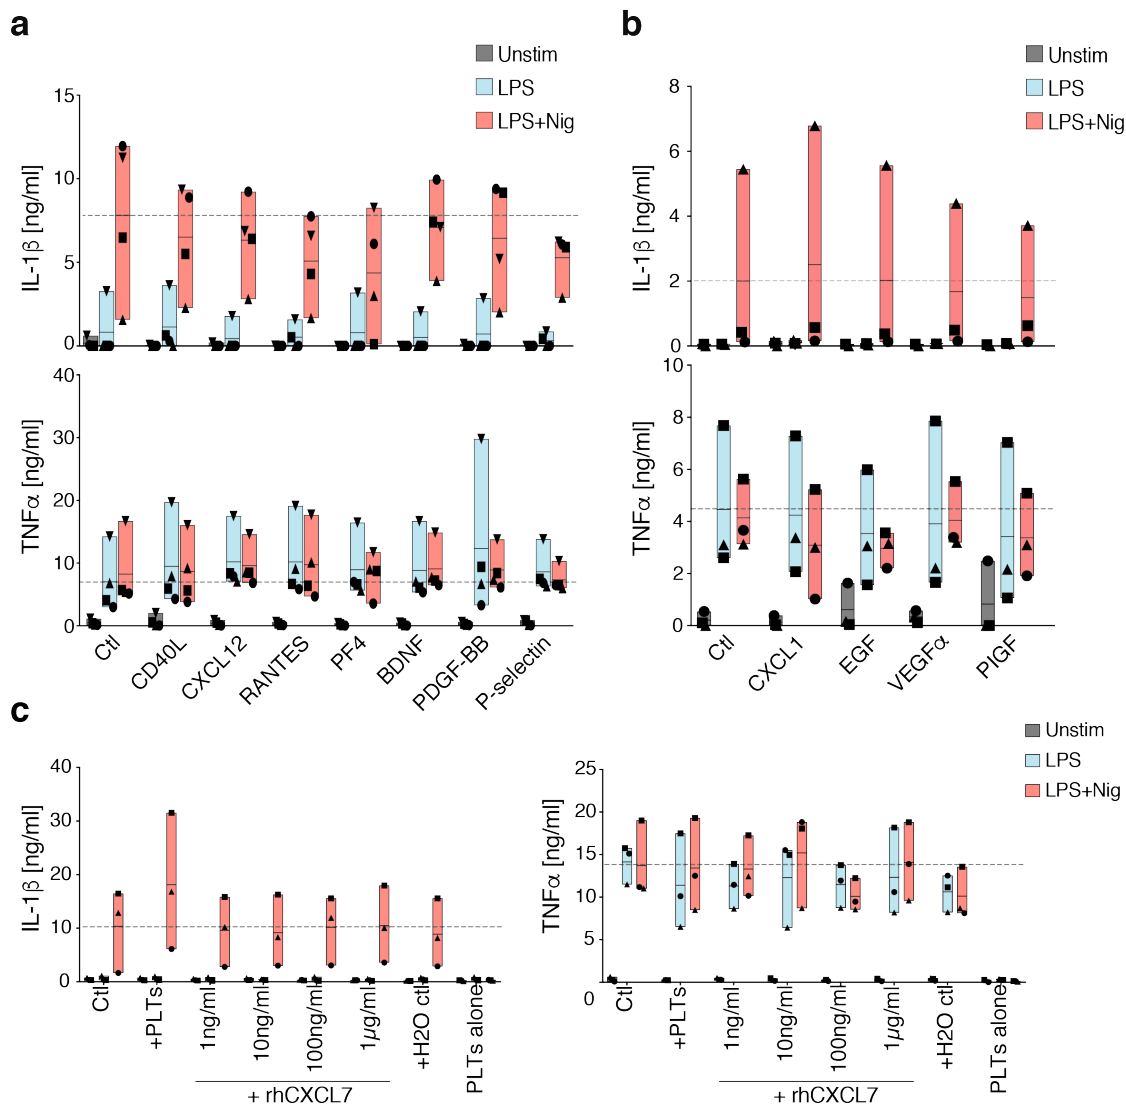 a
b
Unstim
LPS
LPS+Nig
Unstim
LPS
LPS+Nig
IL-1β [ng/ml]
15
10
5
0
IL-1β [ng/ml]
8
6
4
2
0
TNFα [ng/ml]
40
30
20
10
0
Ctl
CD40L
CXCL12
RANTES
PF4
BDNF
PDGF-BB
P-selectin
TNFα [ng/ml]
10
8
6
4
2
0
Ctl
CXCL1
EGF
VEGFα
PIGF
c
Unstim
LPS
LPS+Nig
IL-1β [ng/ml]
40
30
20
10
0
Ctl
+PLTs
1ng/ml
10ng/ml
100ng/ml
1µg/ml
+H2O ctl
PLTs alone
+ rhCXCL7
TNFα [ng/ml]
25
20
15
10
5
0
Ctl
+PLTs
1ng/ml
10ng/ml
100ng/ml
1µg/ml
+H2O ctl
PLTs alone
+ rhCXCL7